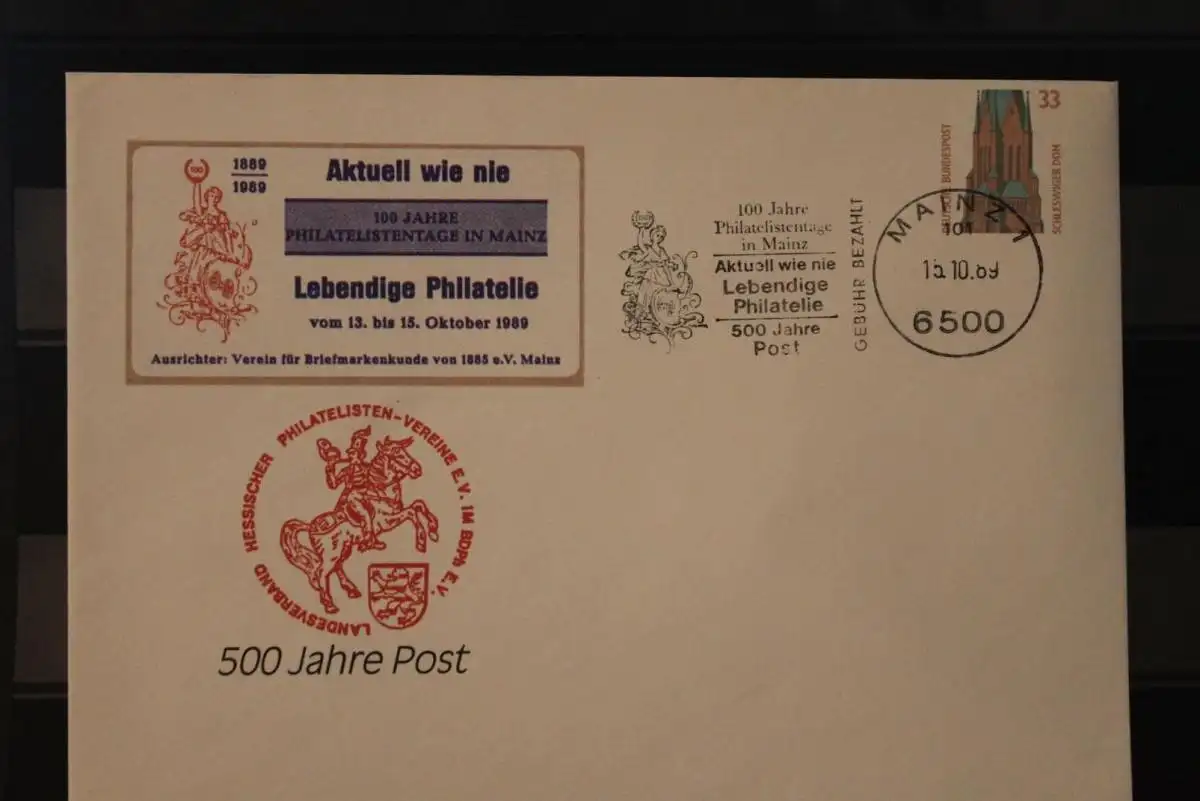 100
1889
1989
Aktuell wie nie
100 JAHRE
PHILATELISTENTAGE IN MAINZ
Lebendige Philatelie
vom 13. bis 15. Oktober 1989
Ausrichter: Verein für Briefmarkenkunde von 1885 e.V. Mainz
100 Jahre
Philatelistentage
in Mainz
Aktuell wie nie
Lebendige
Philatelie
500 Jahre
Post
GEBÜHR BEZAHLT
33
BUNDESPOST
SCHLESWIGER DOM
MAINZ 1
101
15.10.89
6500
LANDESVERBAND HESSISCHER PHILATELISTEN-VEREINE E.V. IM BDPh E.V.
500 Jahre Post